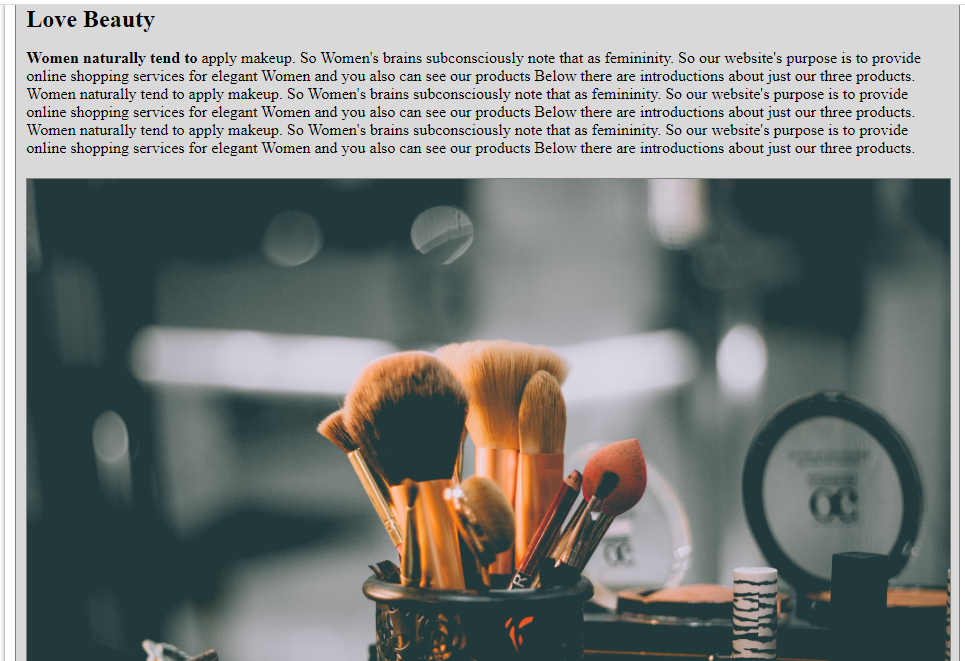 Love Beauty
Women naturally tend to apply makeup. So Women's brains subconsciously note that as femininity. So our website's purpose is to provide
online shopping services for elegant Women and you also can see our products Below there are introductions about just our three products.
Women naturally tend to apply makeup. So Women's brains subconsciously note that as femininity. So our website's purpose is to provide
online shopping services for elegant Women and you also can see our products Below there are introductions about just our three products.
Women naturally tend to apply makeup. So Women's brains subconsciously note that as femininity. So our website's purpose is to provide
online shopping services for elegant Women and you also can see our products Below there are introductions about just our three products.